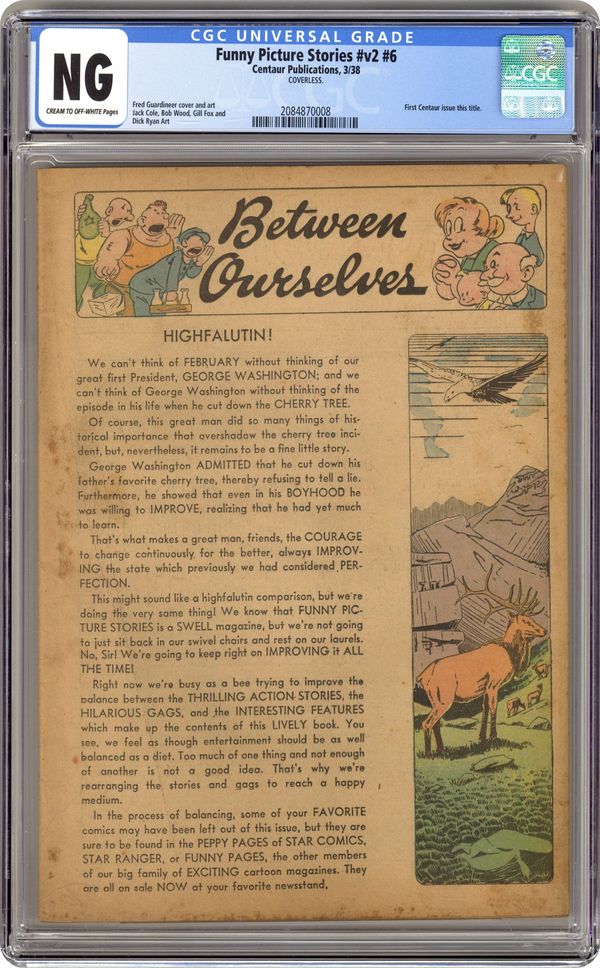 CGC UNIVERSAL GRADE
NG
CREAM TO OFF-WHITE Pages
Funny Picture Stories #v2 #6
Centaur Publications, 3/38
COVERLESS.
Fred Guardineer cover and art
Jack Cole, Bob Wood, Gill Fox and
Dick Ryan Art
2084870008
First Centaur issue this title.
CGC
Between
Ourselves
HIGHFALUTIN!
We can't think of FEBRUARY without thinking of our
great first President, GEORGE WASHINGTON; and we
can't think of George Washington without thinking of the
episode in his life when he cut down the CHERRY TREE.
Of course, this great man did so many things of his-
torical importance that overshadow the cherry tree inci-
dent, but, nevertheless, it remains to be a fine little story.
George Washington ADMITTED that he cut down his
father's favorite cherry tree, thereby refusing to tell a lie.
Furthermore, he showed that even in his BOYHOOD he
was willing to IMPROVE, realizing that he had yet much
to learn.
That's what makes a great man, friends, the COURAGE
to change continuously for the better, always IMPROV-
ING the state which previously we had considered PER-
FECTION.
This might sound like a highfalutin comparison, but we're
doing the very same thing! We know that FUNNY PIC-
TURE STORIES is a SWELL magazine, but we're not going
to just sit back in our swivel chairs and rest on our laurels.
No, Sir! We're going to keep right on IMPROVING it ALL
THE TIME!
Right now we're busy as a bee trying to improve the
balance between the THRILLING ACTION STORIES, the
HILARIOUS GAGS, and the INTERESTING FEATURES
which make up the contents of this LIVELY book. You
see, we feel as though entertainment should be as well
balanced as a diet. Too much of one thing and not enough
of another is not a good idea. That's why we're
rearranging the stories and gags to reach a happy
medium.
In the process of balancing, some of your FAVORITE
comics may have been left out of this issue, but they are
sure to be found in the PEPPY PAGES of STAR COMICS,
STAR RANGER, or FUNNY PAGES, the other members
of our big family of EXCITING cartoon magazines. They
are all on sale NOW at your favorite newsstand.